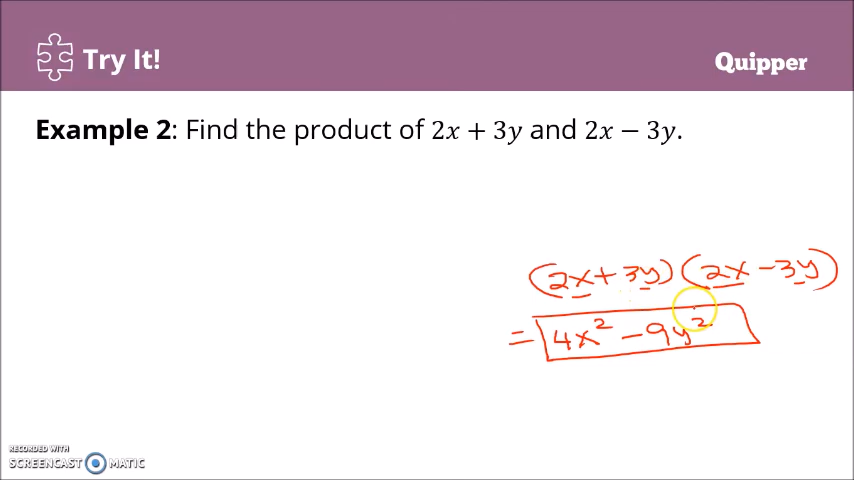 Try It!
Quipper
Example 2: Find the product of 2x + 3y and 2x − 3y.
(2x+3y)(2x-3y)
= 4x² - 9y²
RECORDED WITH
SCREENCAST MATIC